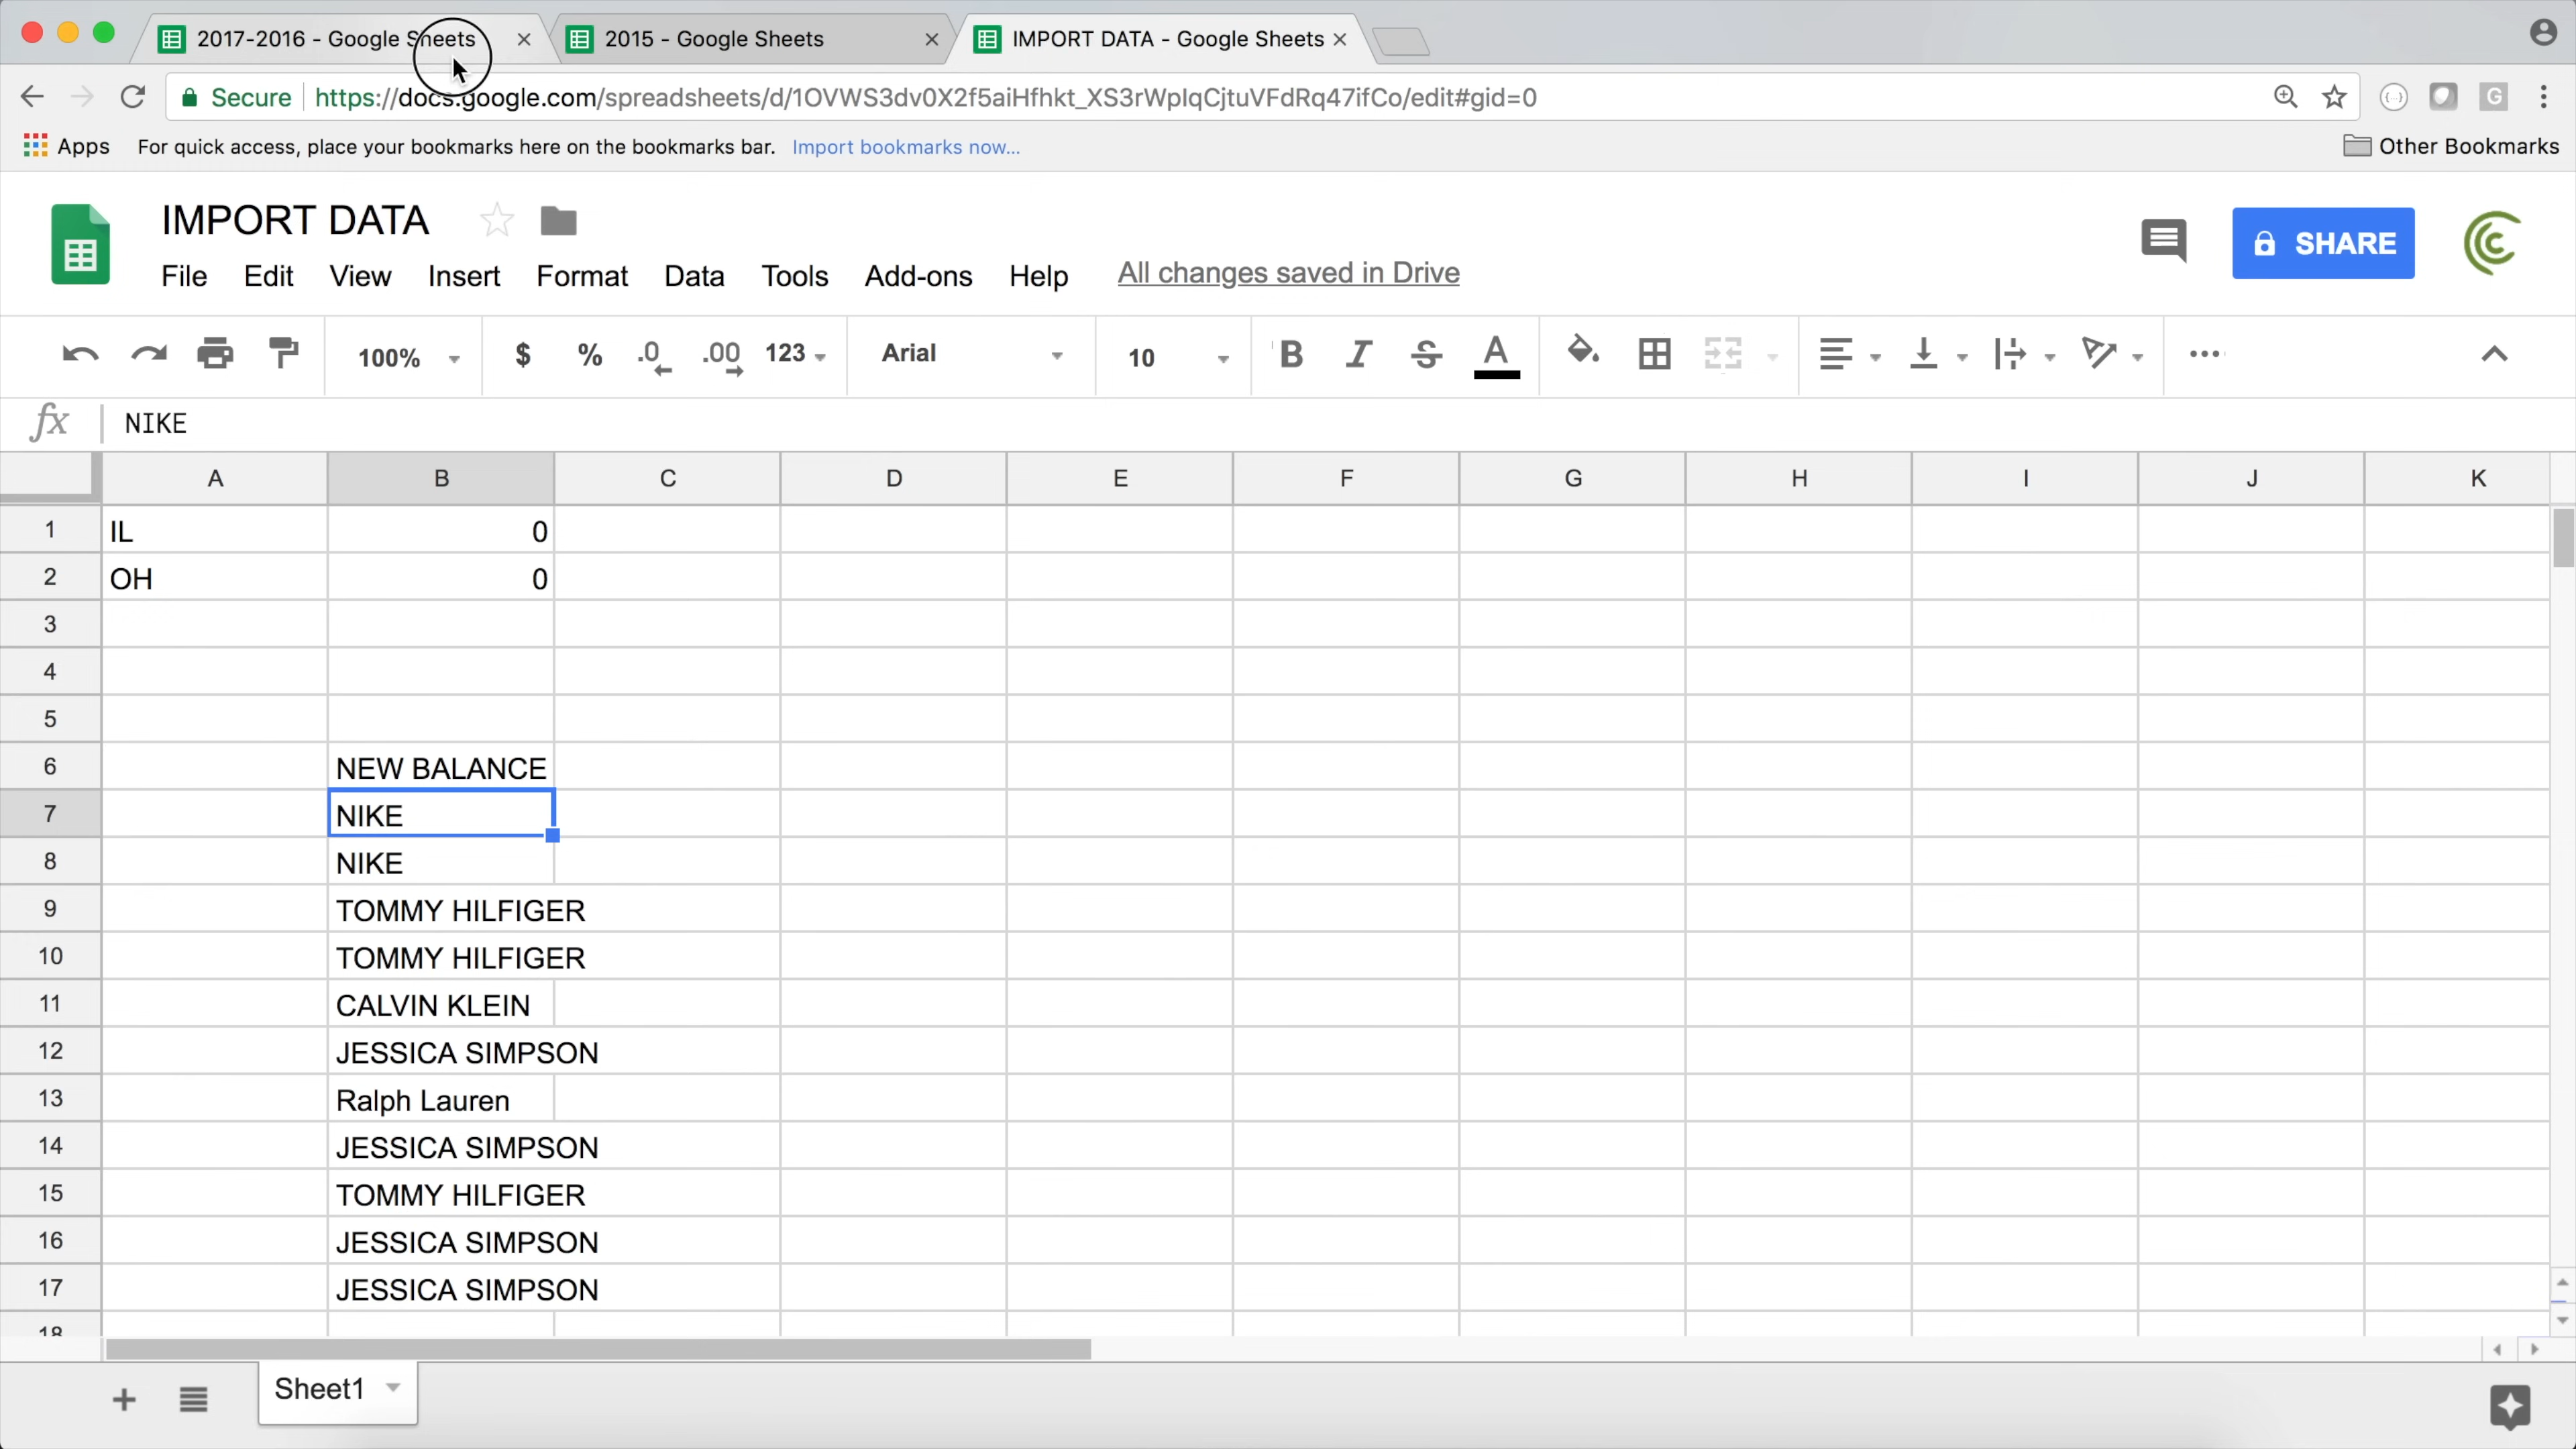 2017-2016 - Google Sheets
2015 - Google Sheets
IMPORT DATA - Google Sheets
Secure
https://docs.google.com/spreadsheets/d/1OVWS3dv0X2f5aiHfhkt_XS3rWpIqCjtuVFdRq47ifCo/edit#gid=0
G
Apps For quick access, place your bookmarks here on the bookmarks bar. Import bookmarks now...
Other Bookmarks
IMPORT DATA
SHARE
File Edit View Insert Format Data Tools Add-ons Help All changes saved in Drive
100% $ % .0 .00 123 Arial 10 B I S A
fx NIKE
A B C D E F G H I J K
1 IL 0
2 OH 0
3
4
5
6 NEW BALANCE
7 NIKE
8 NIKE
9 TOMMY HILFIGER
10 TOMMY HILFIGER
11 CALVIN KLEIN
12 JESSICA SIMPSON
13 Ralph Lauren
14 JESSICA SIMPSON
15 TOMMY HILFIGER
16 JESSICA SIMPSON
17 JESSICA SIMPSON
18
Sheet1